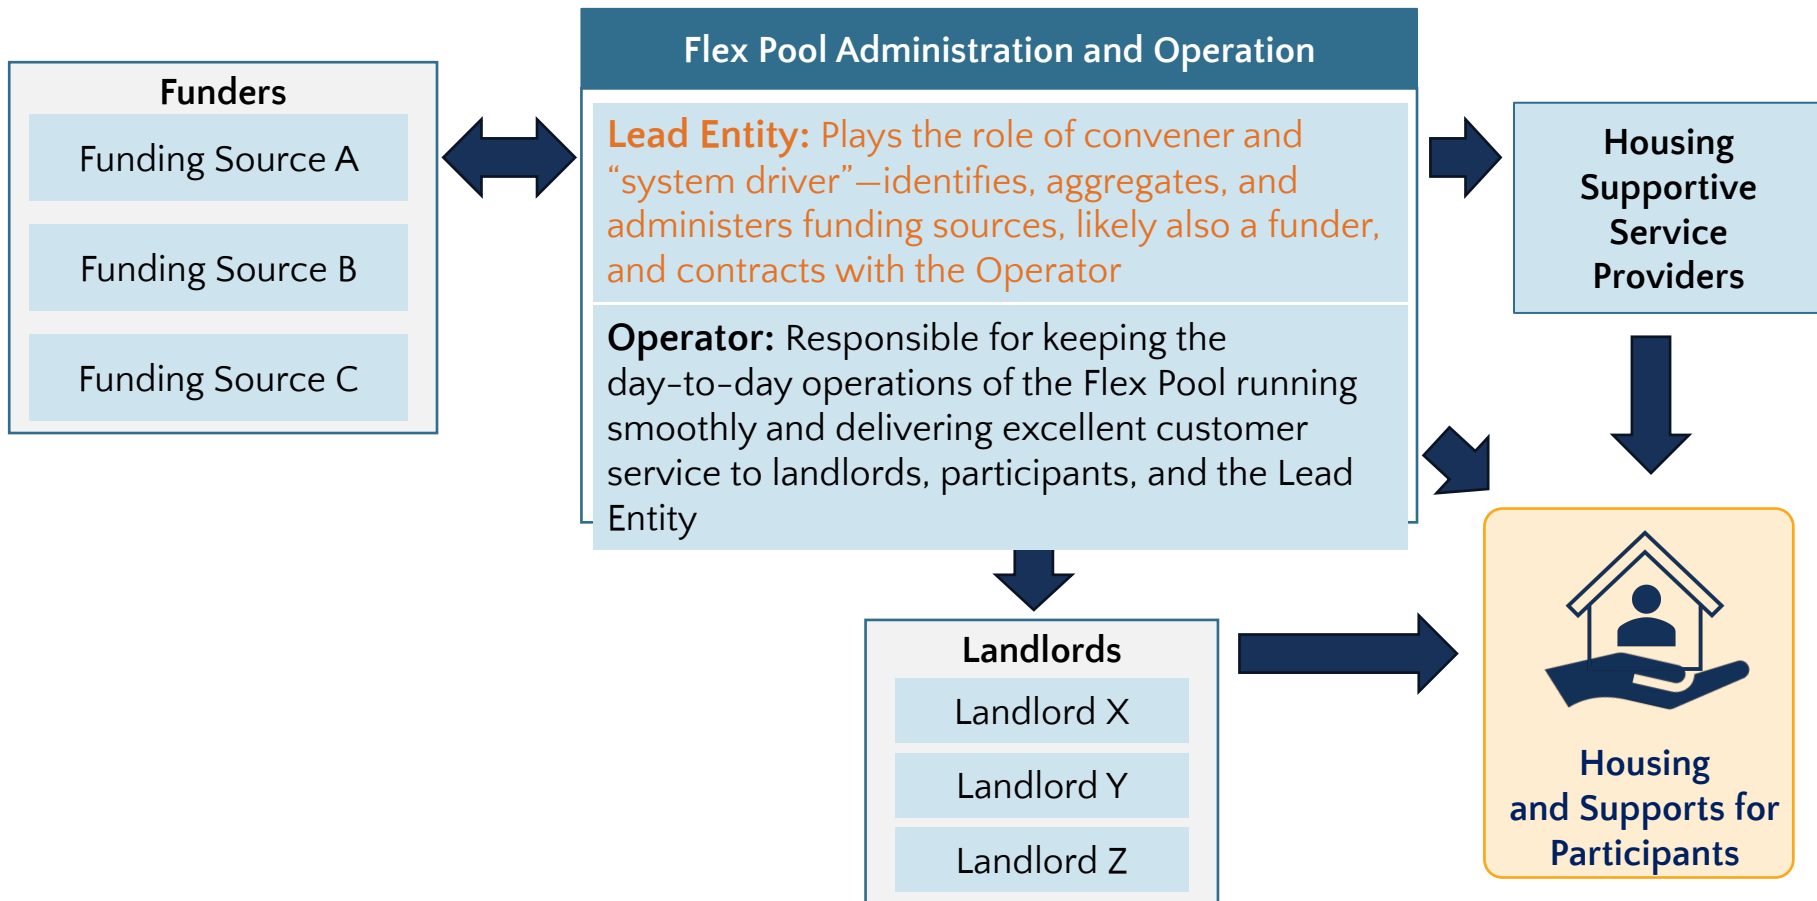 Funders
Funding Source A
Funding Source B
Funding Source C
Flex Pool Administration and Operation
Lead Entity: Plays the role of convener and
“system driver”—identifies, aggregates, and
administers funding sources, likely also a funder,
and contracts with the Operator
Operator: Responsible for keeping the
day-to-day operations of the Flex Pool running
smoothly and delivering excellent customer
service to landlords, participants, and the Lead
Entity
Housing
Supportive
Service
Providers
Landlords
Landlord X
Landlord Y
Landlord Z
Housing
and Supports for
Participants